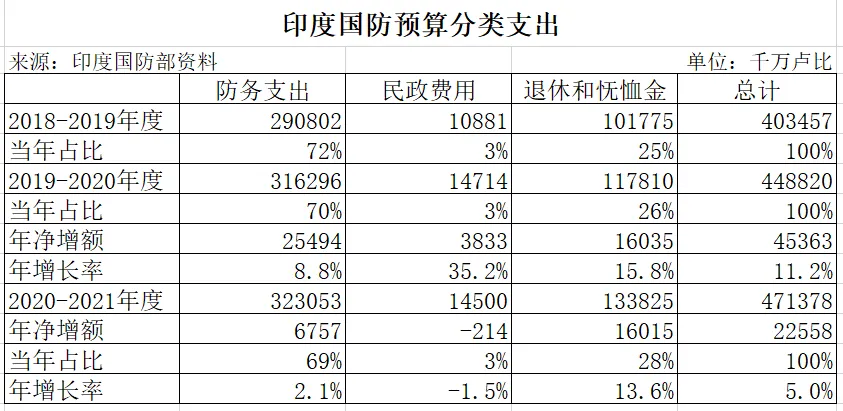 印度国防预算分类支出
来源：印度国防部资料 单位：千万卢比
防务支出 民政费用 退休和怃恤金 总计
2018-2019年度 290802 10881 101775 403457
当年占比 72% 3% 25% 100%
2019-2020年度 316296 14714 117810 448820
当年占比 70% 3% 26% 100%
年净增额 25494 3833 16035 45363
年增长率 8.8% 35.2% 15.8% 11.2%
2020-2021年度 323053 14500 133825 471378
年净增额 6757 -214 16015 22558
当年占比 69% 3% 28% 100%
年增长率 2.1% -1.5% 13.6% 5.0%